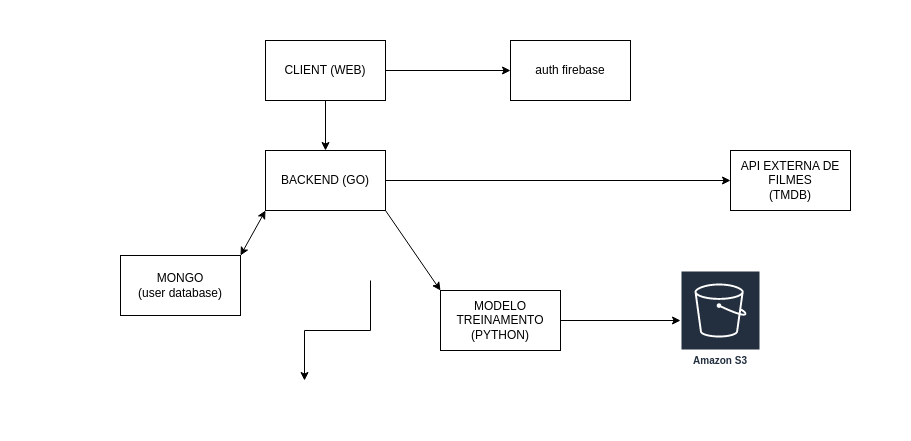 CLIENT (WEB)
auth firebase
BACKEND (GO)
API EXTERNA DE
FILMES
(TMDB)
MONGO
(user database)
MODELO
TREINAMENTO
(PYTHON)
Amazon S3